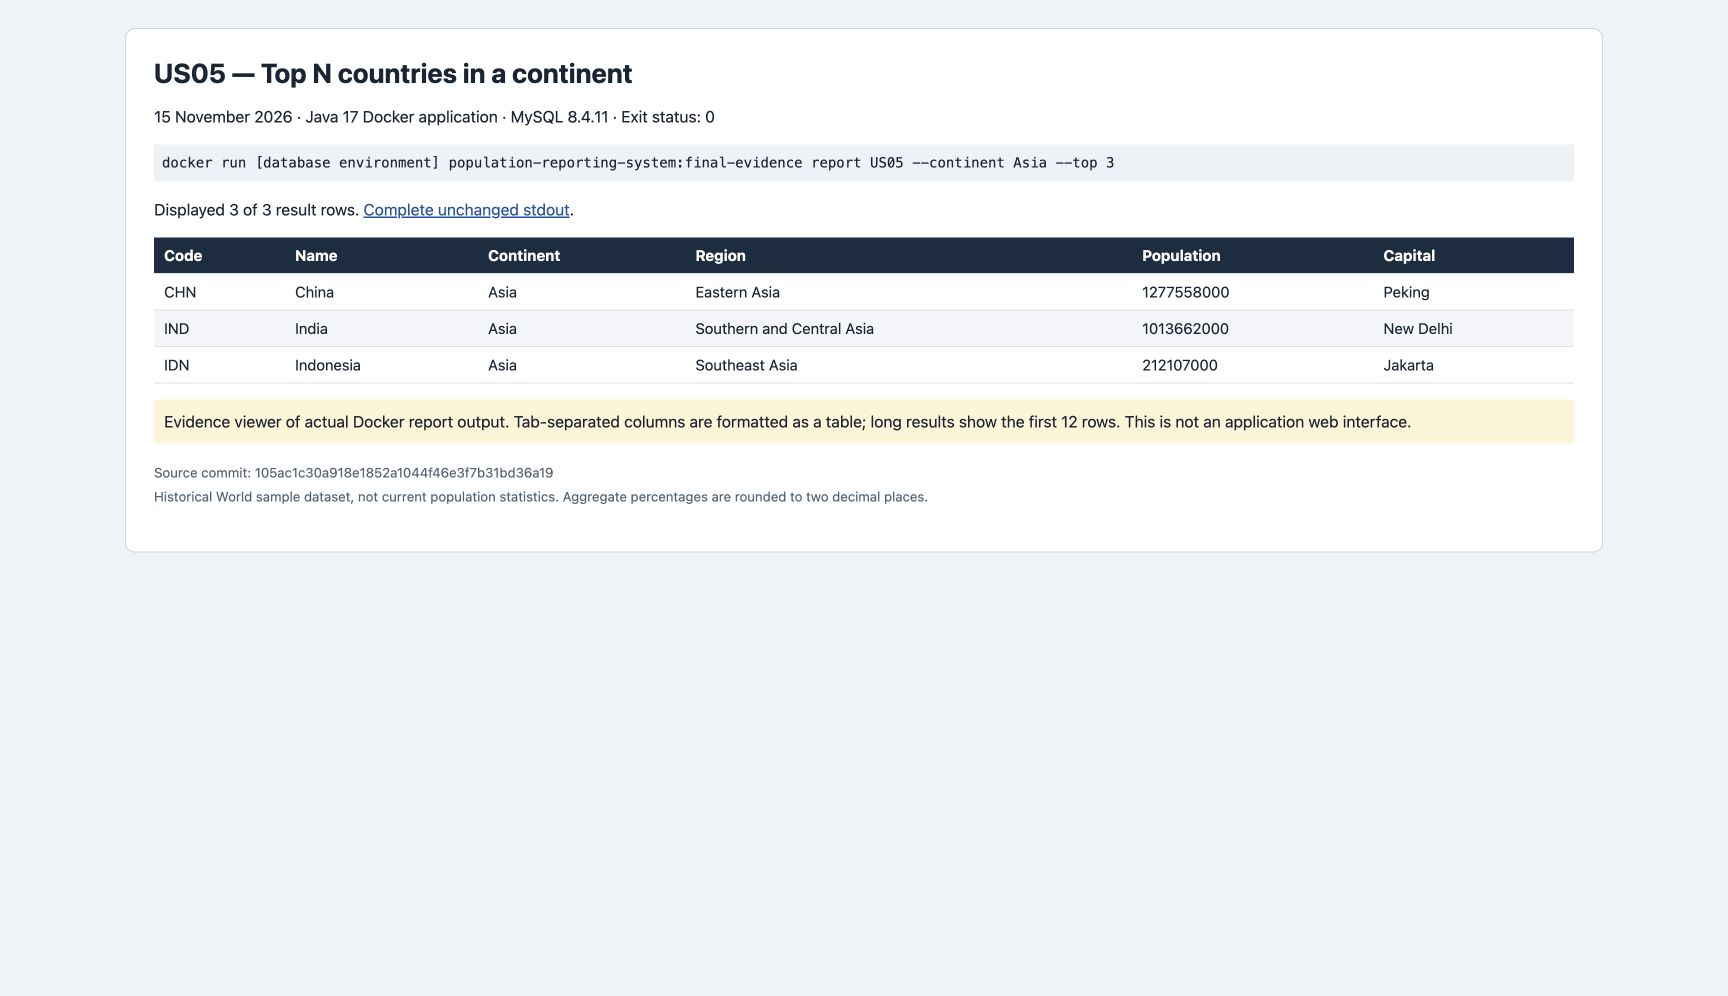 US05 — Top N countries in a continent
15 November 2026 · Java 17 Docker application · MySQL 8.4.11 · Exit status: 0
docker run [database environment] population-reporting-system:final-evidence report US05 --continent Asia --top 3
Displayed 3 of 3 result rows. Complete unchanged stdout.
Code Name Continent Region Population Capital
CHN China Asia Eastern Asia 1277558000 Peking
IND India Asia Southern and Central Asia 1013662000 New Delhi
IDN Indonesia Asia Southeast Asia 212107000 Jakarta
Evidence viewer of actual Docker report output. Tab-separated columns are formatted as a table; long results show the first 12 rows. This is not an application web interface.
Source commit: 105ac1c30a918e1852a1044f46e3f7b31bd36a19
Historical World sample dataset, not current population statistics. Aggregate percentages are rounded to two decimal places.